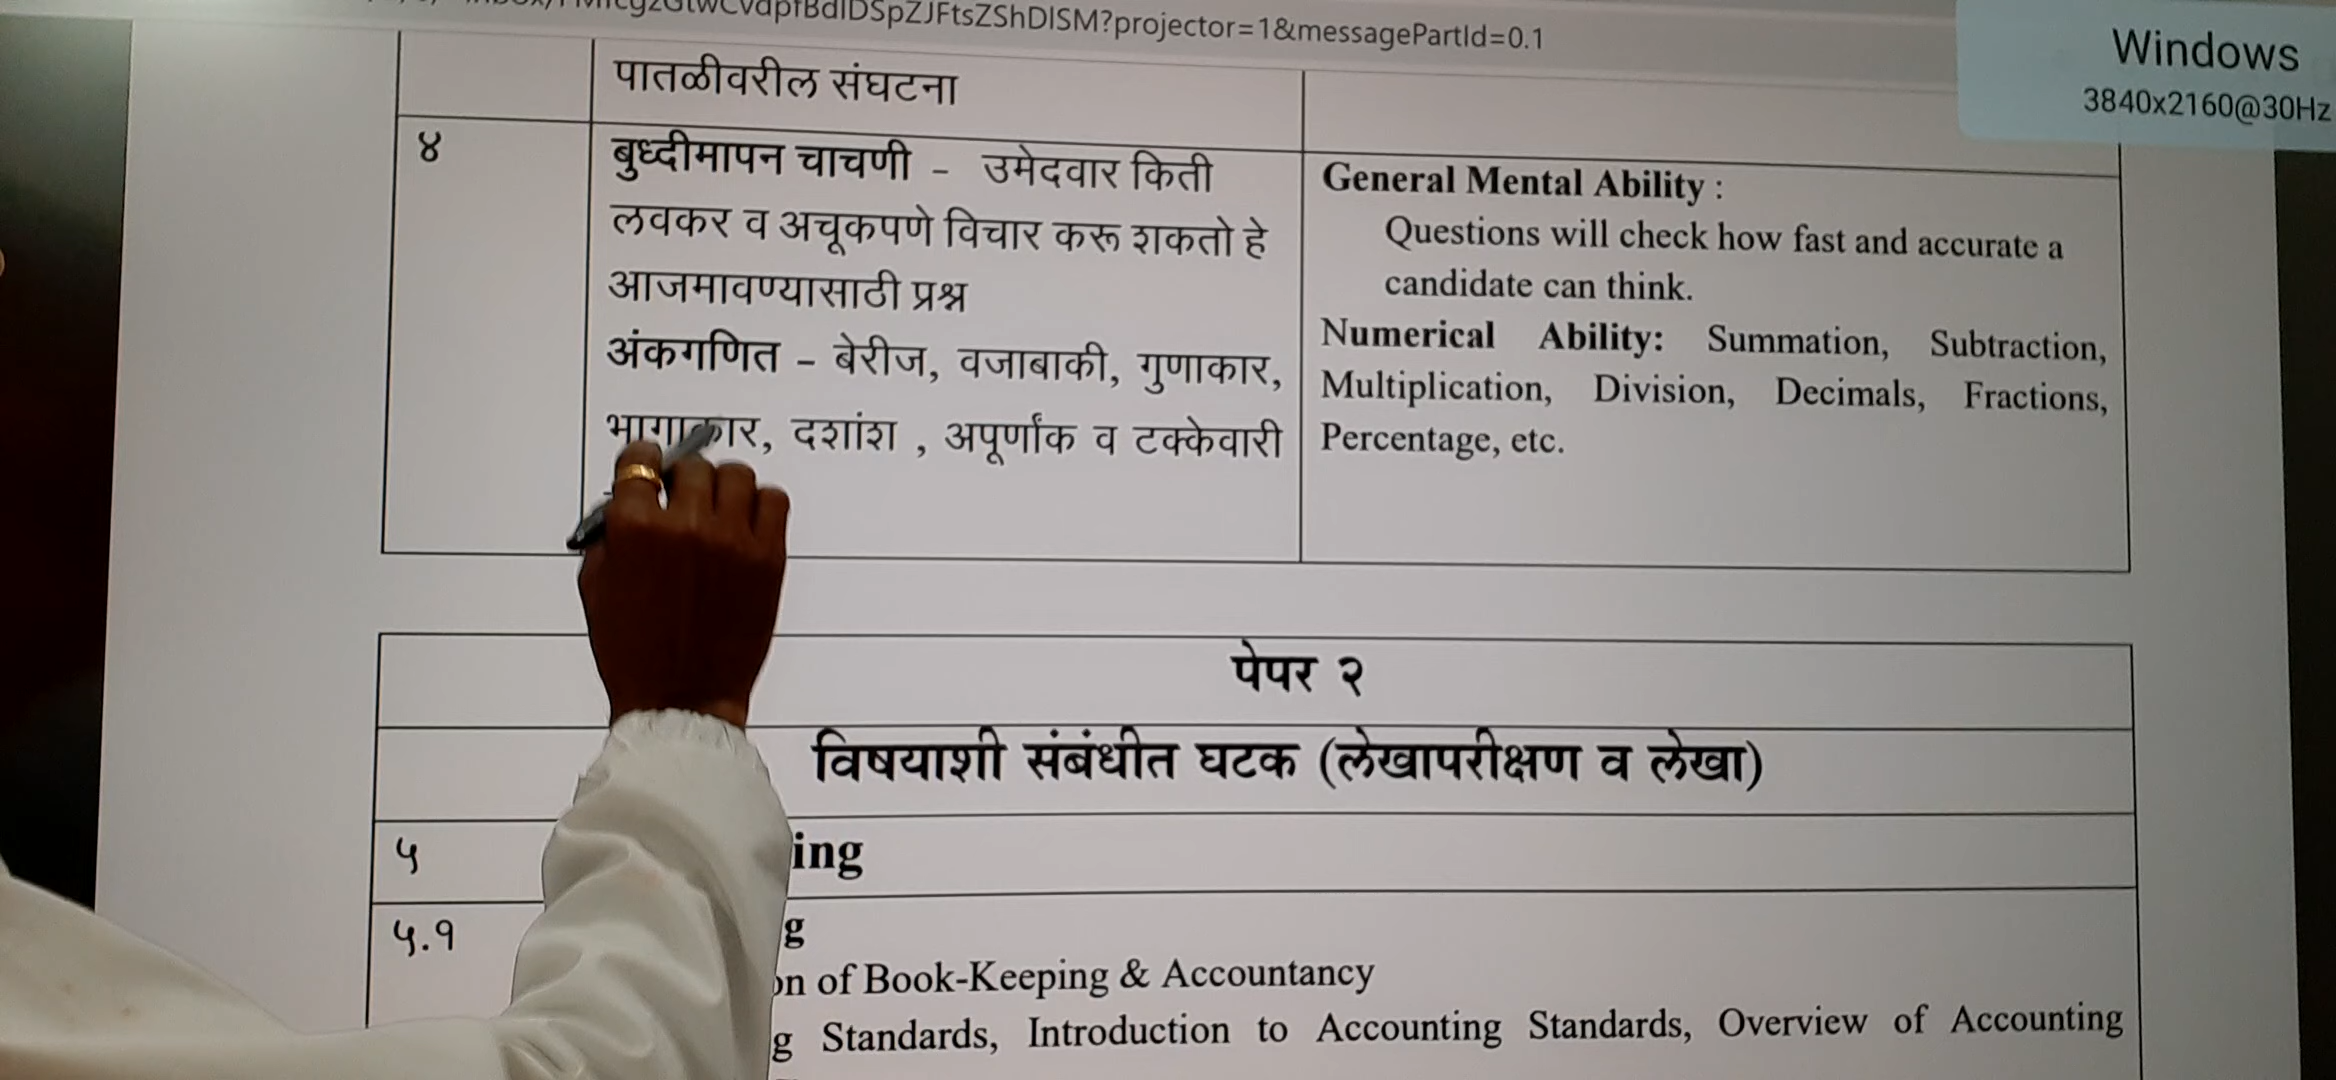 projector=1&messagePartId=0.1
Windows
3840x2160@30Hz
पातळीवरील संघटना
४
बुध्दीमापन चाचणी - उमेदवार किती
लवकर व अचूकपणे विचार करू शकतो हे
आजमावण्यासाठी प्रश्न
अंकगणित - बेरीज, वजाबाकी, गुणाकार,
भागाकार, दशांश , अपूर्णांक व टक्केवारी
General Mental Ability :
Questions will check how fast and accurate a
candidate can think.
Numerical Ability: Summation, Subtraction,
Multiplication, Division, Decimals, Fractions,
Percentage, etc.
पेपर २
विषयाशी संबंधीत घटक (लेखापरीक्षण व लेखा)
५
ing
५.१
g
on of Book-Keeping & Accountancy
g Standards, Introduction to Accounting Standards, Overview of Accounting